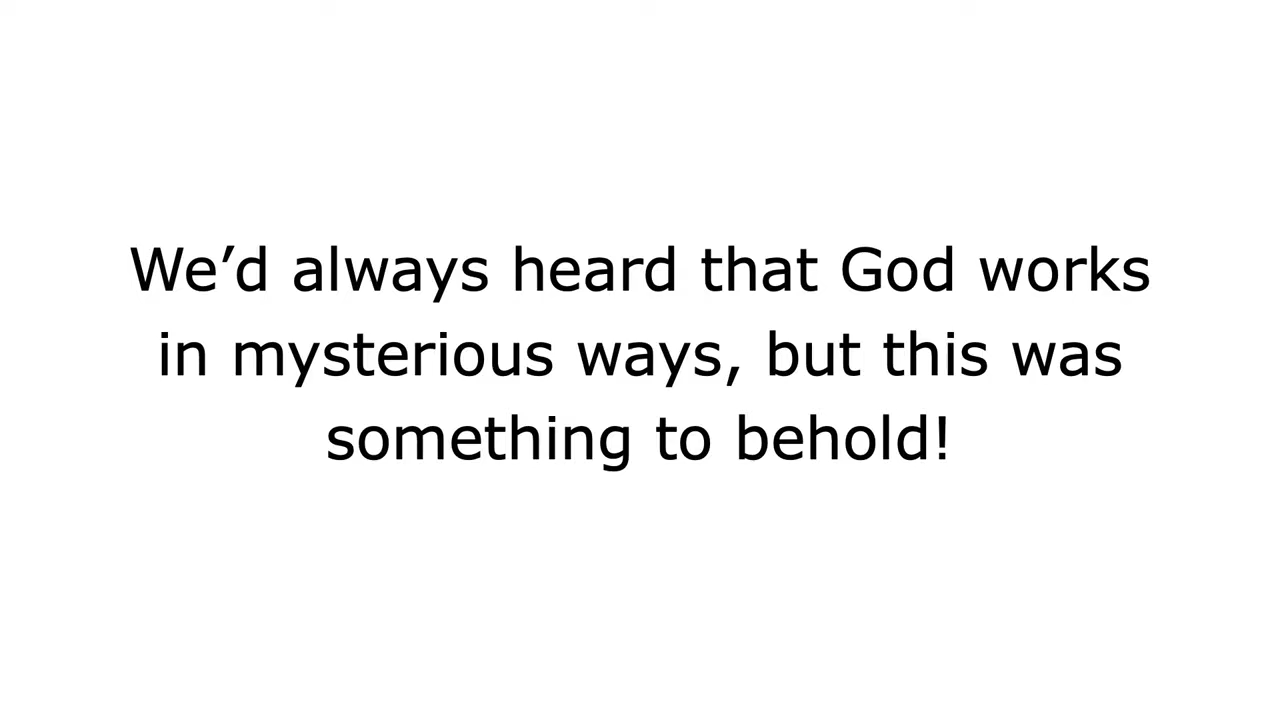 We’d always heard that God works
in mysterious ways, but this was
something to behold!